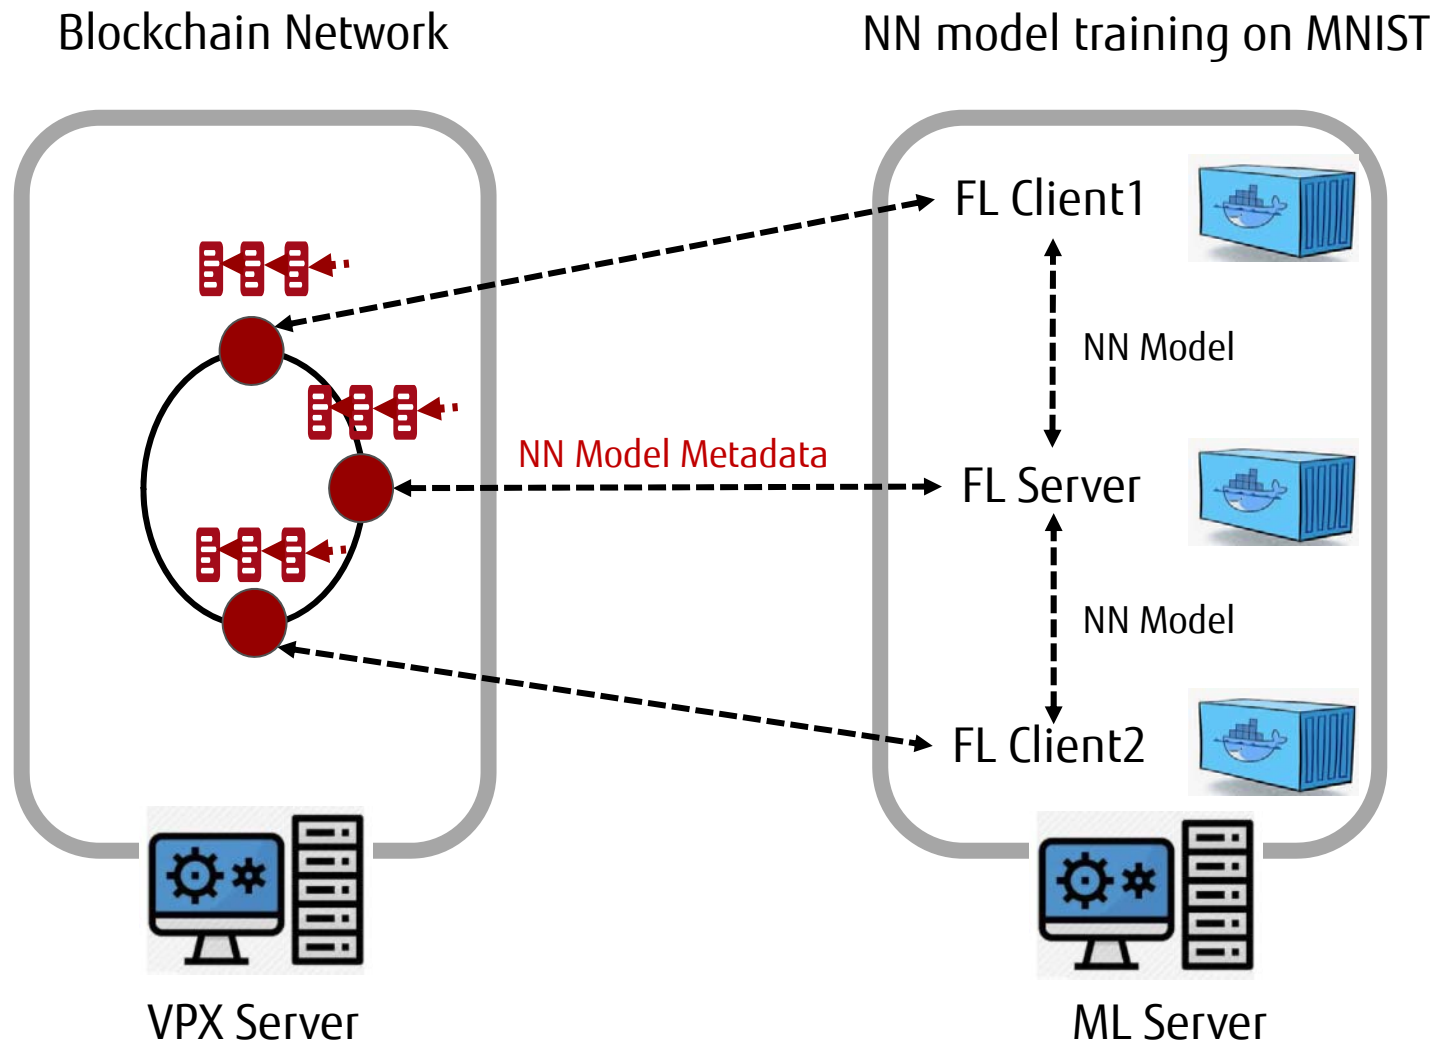 Blockchain Network
NN model training on MNIST
FL Client1
NN Model
NN Model Metadata
FL Server
NN Model
FL Client2
VPX Server
ML Server